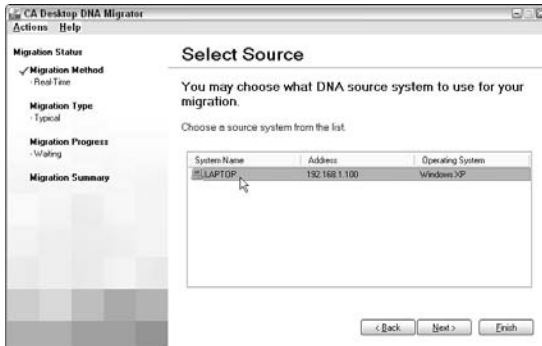 CA Desktop DNA Migrator
Actions Help
Migration Status
Migration Method
- Real-Time
Migration Type
- Typical
Migration Progress
- Waiting
Migration Summary
Select Source
You may choose what DNA source system to use for your
migration.
Choose a source system from the list.
System Name Address Operating System
LAPTOP 192.168.1.100 Windows XP
< Back Next > Finish